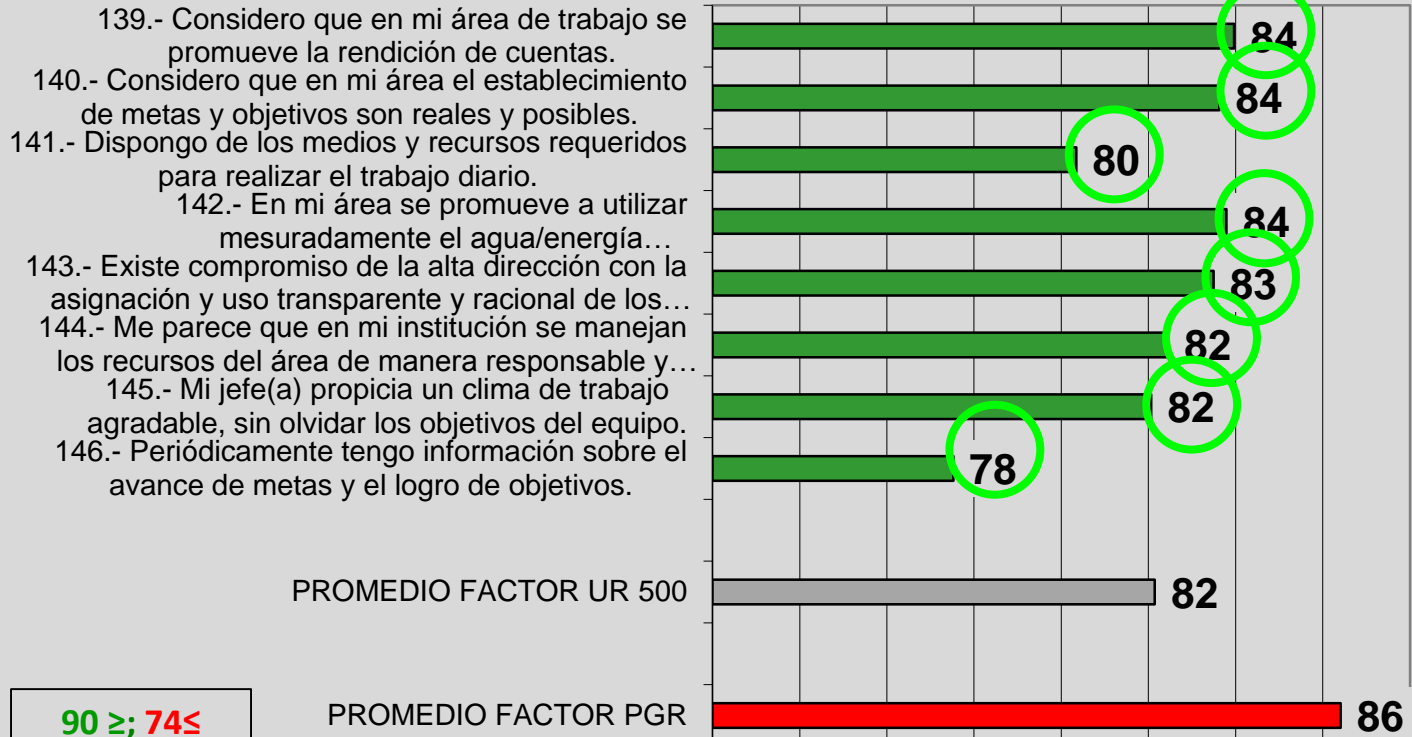 139.- Considero que en mi área de trabajo se
promueve la rendición de cuentas.
84
140.- Considero que en mi área el establecimiento
de metas y objetivos son reales y posibles.
84
141.- Dispongo de los medios y recursos requeridos
para realizar el trabajo diario.
80
142.- En mi área se promueve a utilizar
mesuradamente el agua/energía…
84
143.- Existe compromiso de la alta dirección con la
asignación y uso transparente y racional de los…
83
144.- Me parece que en mi institución se manejan
los recursos del área de manera responsable y…
82
145.- Mi jefe(a) propicia un clima de trabajo
agradable, sin olvidar los objetivos del equipo.
82
146.- Periódicamente tengo información sobre el
avance de metas y el logro de objetivos.
78
PROMEDIO FACTOR UR 500
82
PROMEDIO FACTOR PGR
86
90 ≥; 74≤